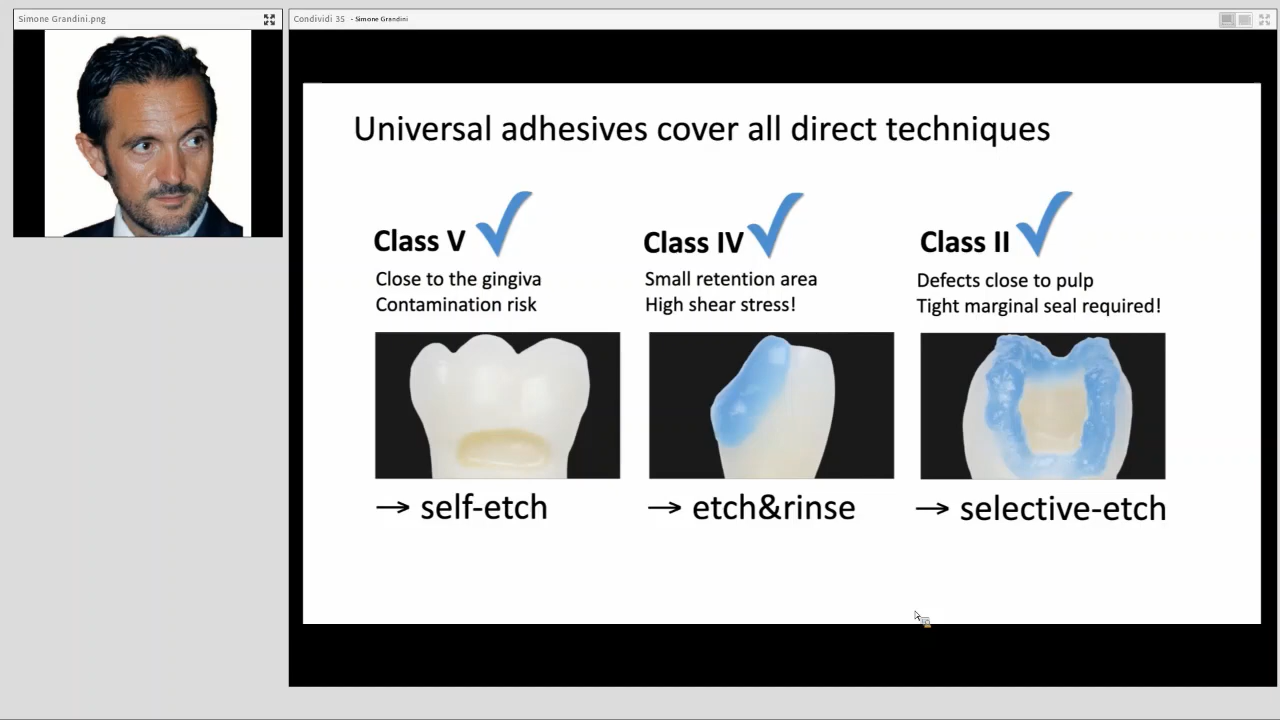 Simone Grandini.png
Condividi 35 - Simone Grandini
Universal adhesives cover all direct techniques
Class V
Close to the gingiva
Contamination risk
→ self-etch
Class IV
Small retention area
High shear stress!
→ etch&rinse
Class II
Defects close to pulp
Tight marginal seal required!
→ selective-etch